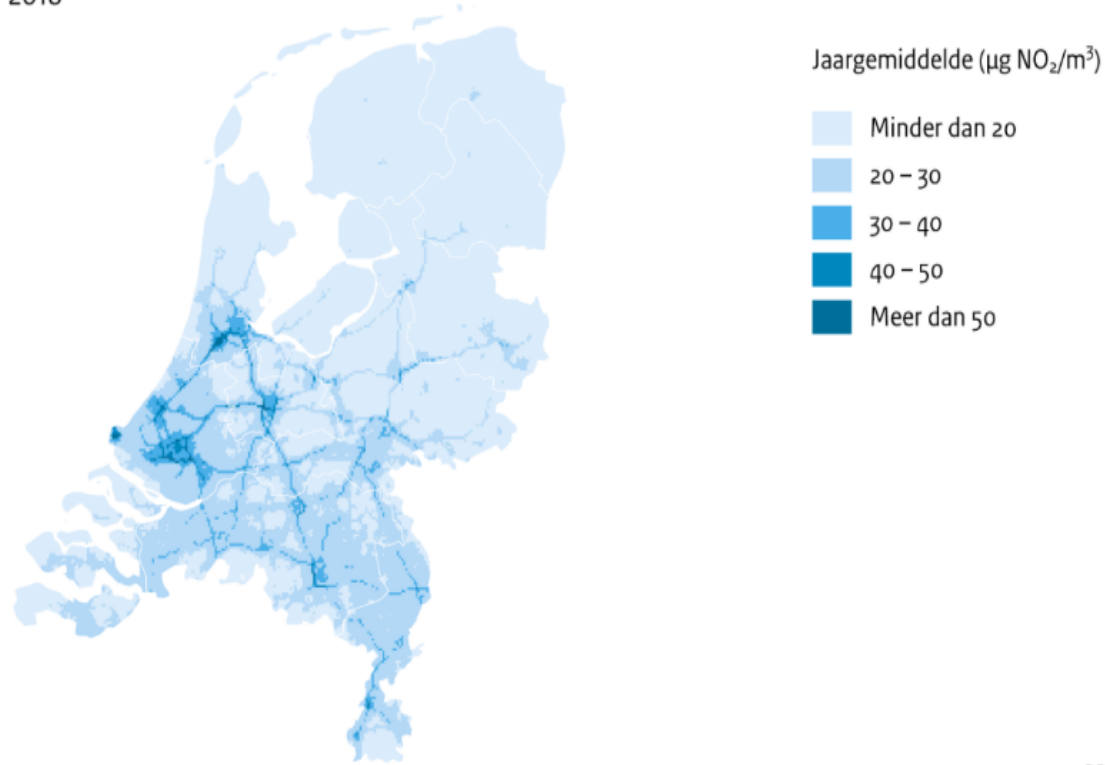 Jaargemiddelde (µg NO₂/m³)
Minder dan 20
20 – 30
30 – 40
40 – 50
Meer dan 50